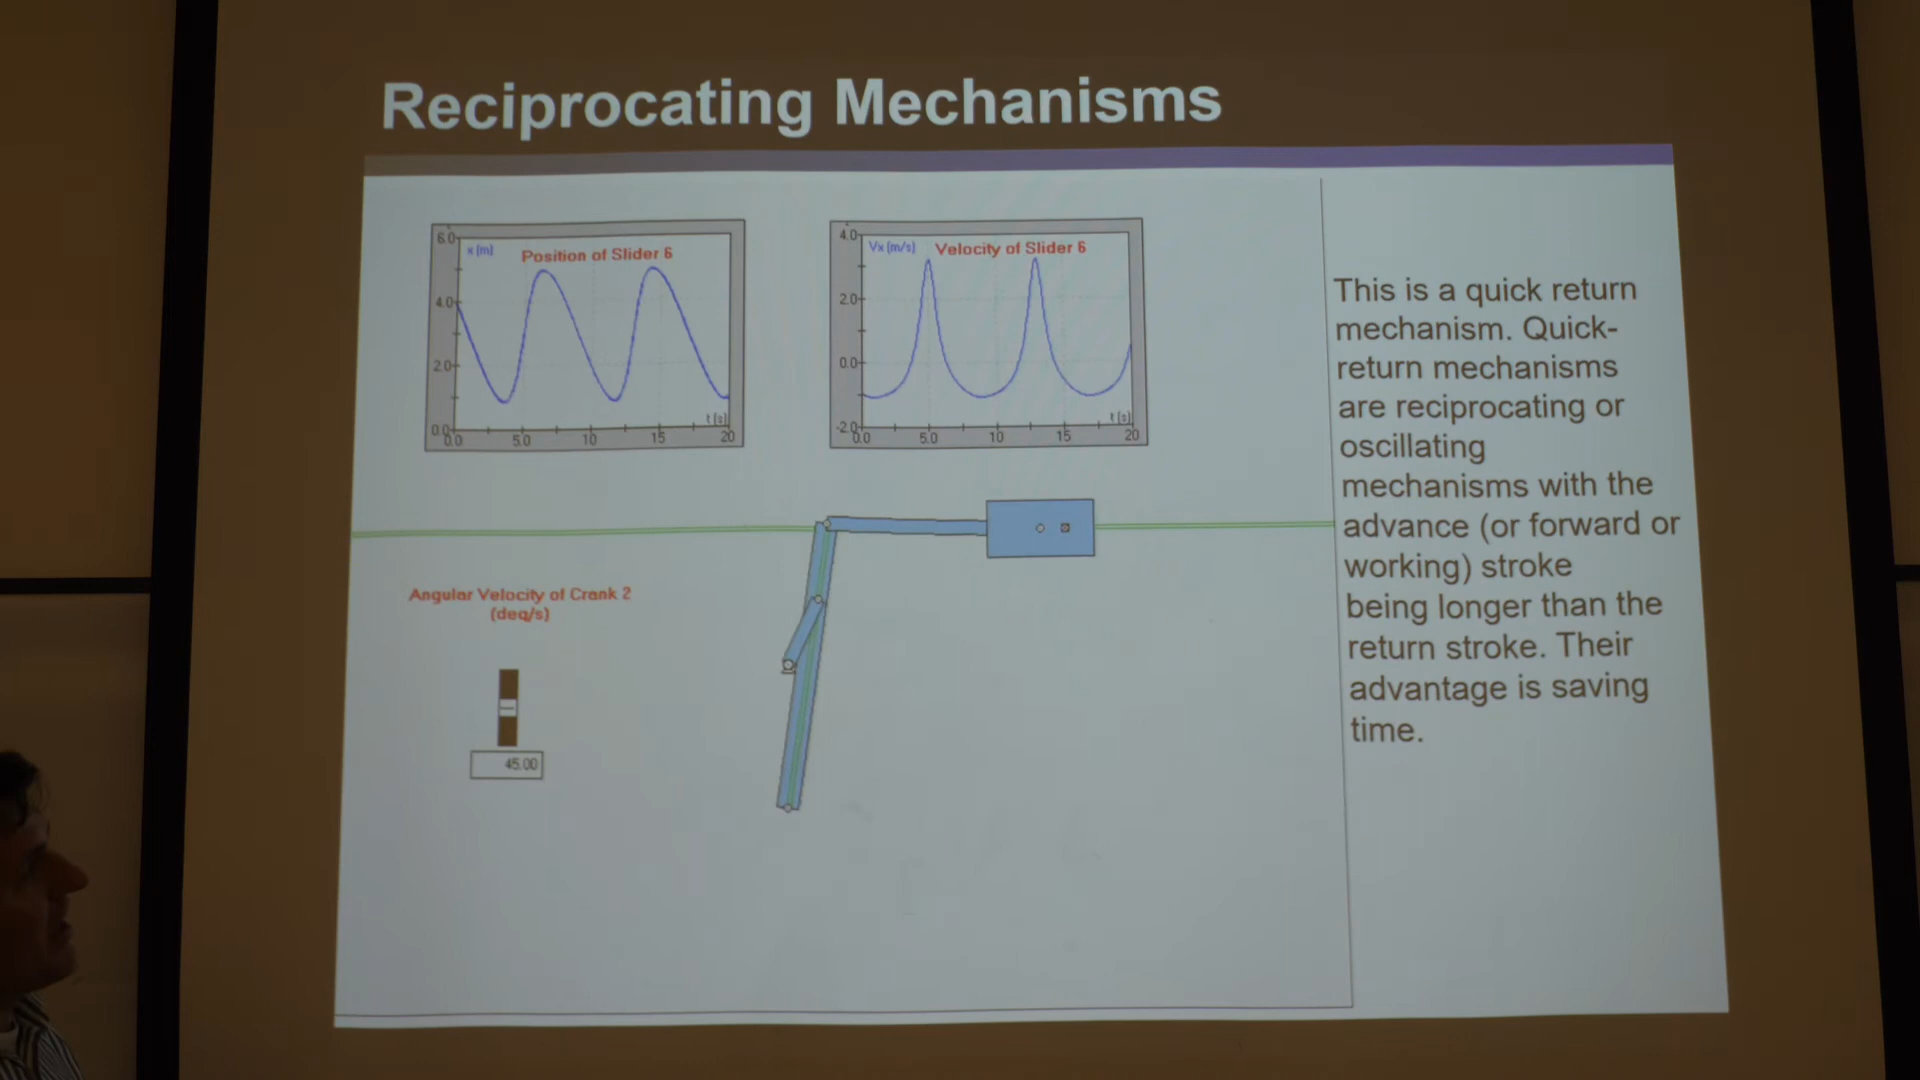 Reciprocating Mechanisms
6.0
x (m)
Position of Slider 6
4.0
2.0
0.0
t (s)
0.0 5.0 10 15 20
4.0
Vx (m/s)
Velocity of Slider 6
2.0
0.0
-2.0
t (s)
0.0 5.0 10 15 20
Angular Velocity of Crank 2
(deg/s)
45.00
This is a quick return
mechanism. Quick-
return mechanisms
are reciprocating or
oscillating
mechanisms with the
advance (or forward or
working) stroke
being longer than the
return stroke. Their
advantage is saving
time.